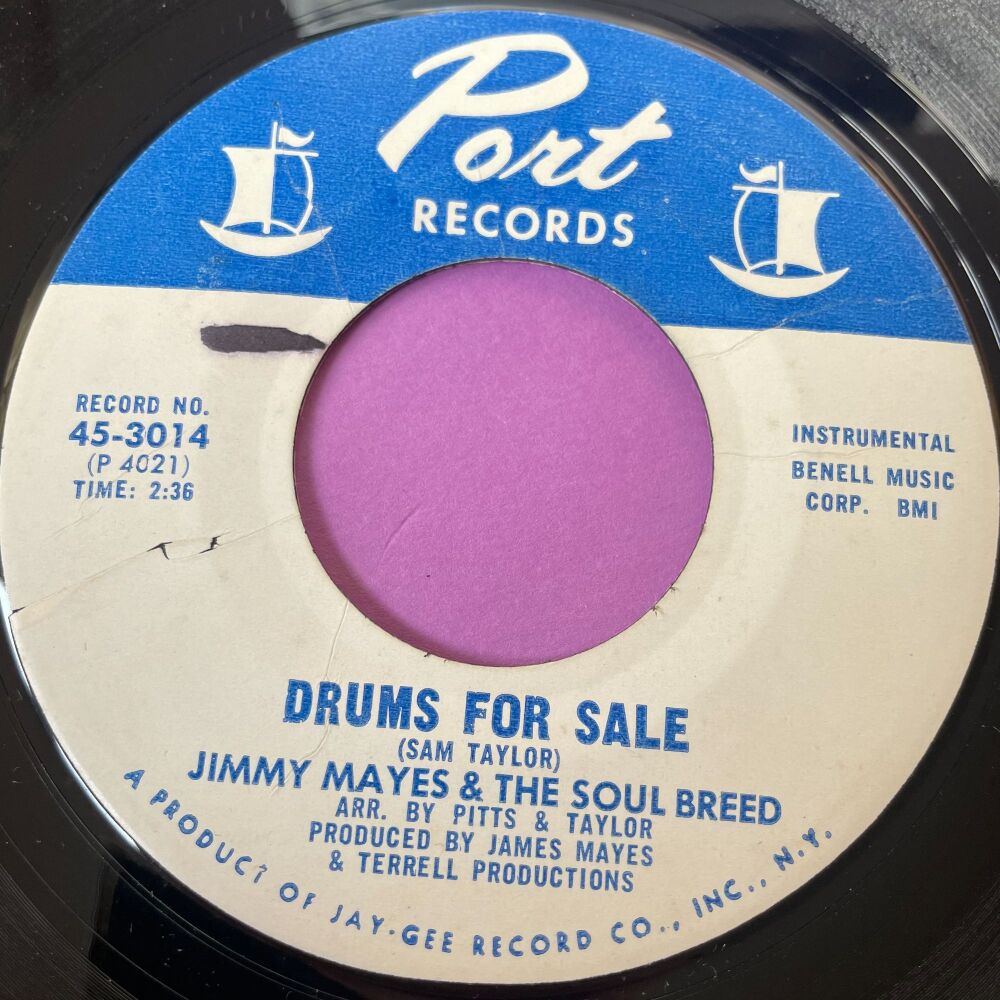 Port
RECORDS
RECORD NO.
45-3014
(P 4021)
TIME: 2:36
INSTRUMENTAL
BENELL MUSIC
CORP. BMI
DRUMS FOR SALE
(SAM TAYLOR)
JIMMY MAYES & THE SOUL BREED
ARR. BY PITTS & TAYLOR
PRODUCED BY JAMES MAYES
& TERRELL PRODUCTIONS
A PRODUCT OF JAY-GEE RECORD CO., INC., N.Y.